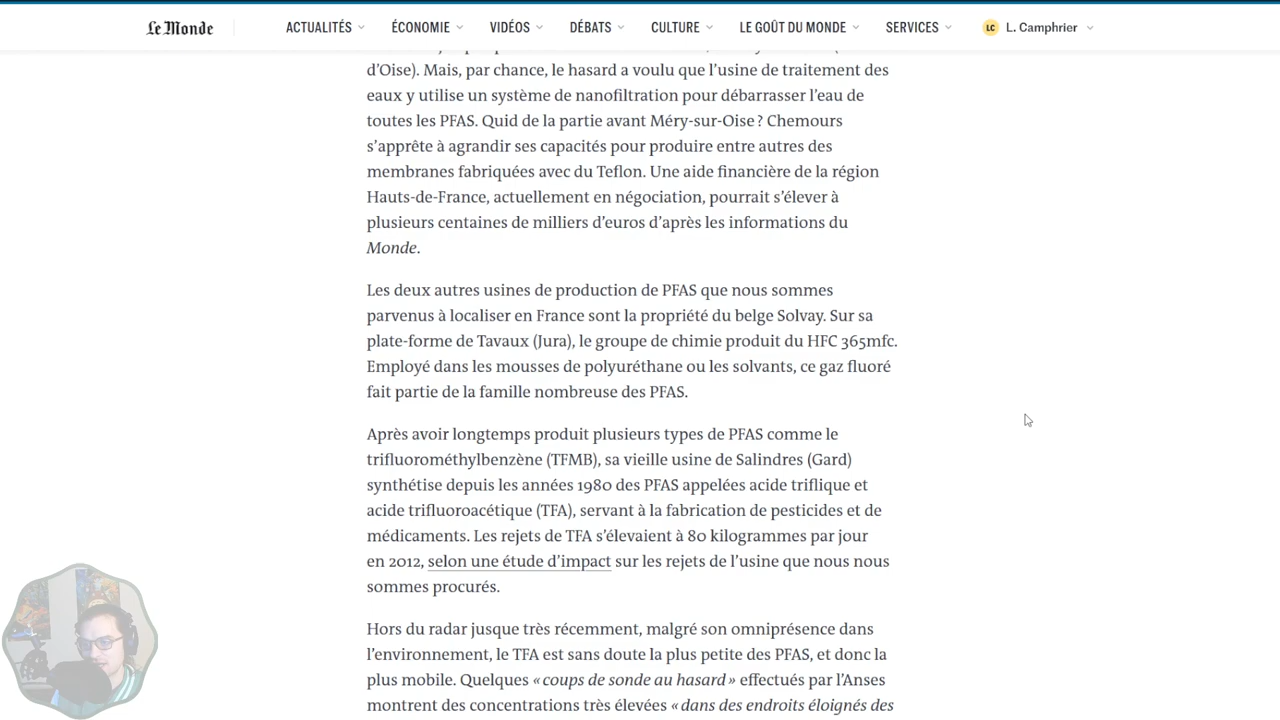 Le Monde
ACTUALITÉS ÉCONOMIE VIDÉOS DÉBATS CULTURE LE GOÛT DU MONDE SERVICES LC L. Camphrier
d’Oise). Mais, par chance, le hasard a voulu que l’usine de traitement des
eaux y utilise un système de nanofiltration pour débarrasser l’eau de
toutes les PFAS. Quid de la partie avant Méry-sur-Oise ? Chemours
s’apprête à agrandir ses capacités pour produire entre autres des
membranes fabriquées avec du Teflon. Une aide financière de la région
Hauts-de-France, actuellement en négociation, pourrait s’élever à
plusieurs centaines de milliers d’euros d’après les informations du
Monde.
Les deux autres usines de production de PFAS que nous sommes
parvenus à localiser en France sont la propriété du belge Solvay. Sur sa
plate-forme de Tavaux (Jura), le groupe de chimie produit du HFC 365mfc.
Employé dans les mousses de polyuréthane ou les solvants, ce gaz fluoré
fait partie de la famille nombreuse des PFAS.
Après avoir longtemps produit plusieurs types de PFAS comme le
trifluorométhylbenzène (TFMB), sa vieille usine de Salindres (Gard)
synthétise depuis les années 1980 des PFAS appelées acide triflique et
acide trifluoroacétique (TFA), servant à la fabrication de pesticides et de
médicaments. Les rejets de TFA s’élevaient à 80 kilogrammes par jour
en 2012, selon une étude d’impact sur les rejets de l’usine que nous nous
sommes procurés.
Hors du radar jusque très récemment, malgré son omniprésence dans
l’environnement, le TFA est sans doute la plus petite des PFAS, et donc la
plus mobile. Quelques « coups de sonde au hasard » effectués par l’Anses
montrent des concentrations très élevées « dans des endroits éloignés des